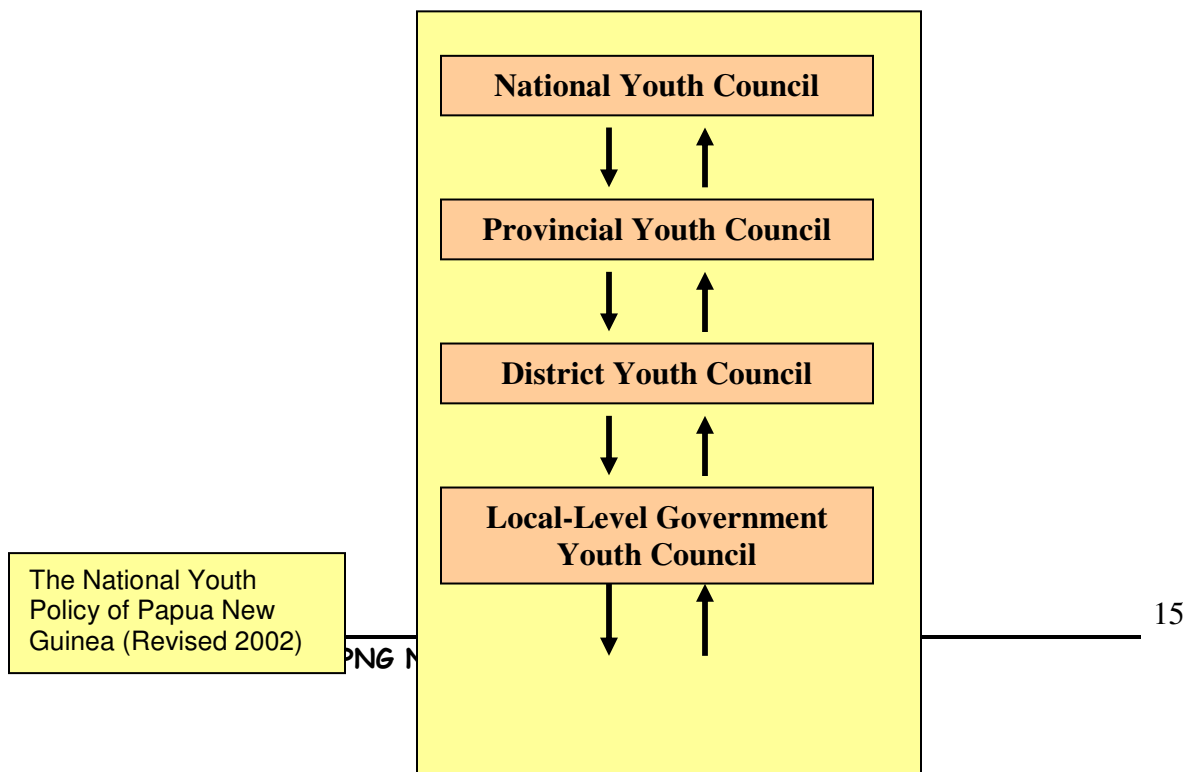 National Youth Council
Provincial Youth Council
District Youth Council
Local-Level Government
Youth Council
The National Youth
Policy of Papua New
Guinea (Revised 2002)
15
PNG